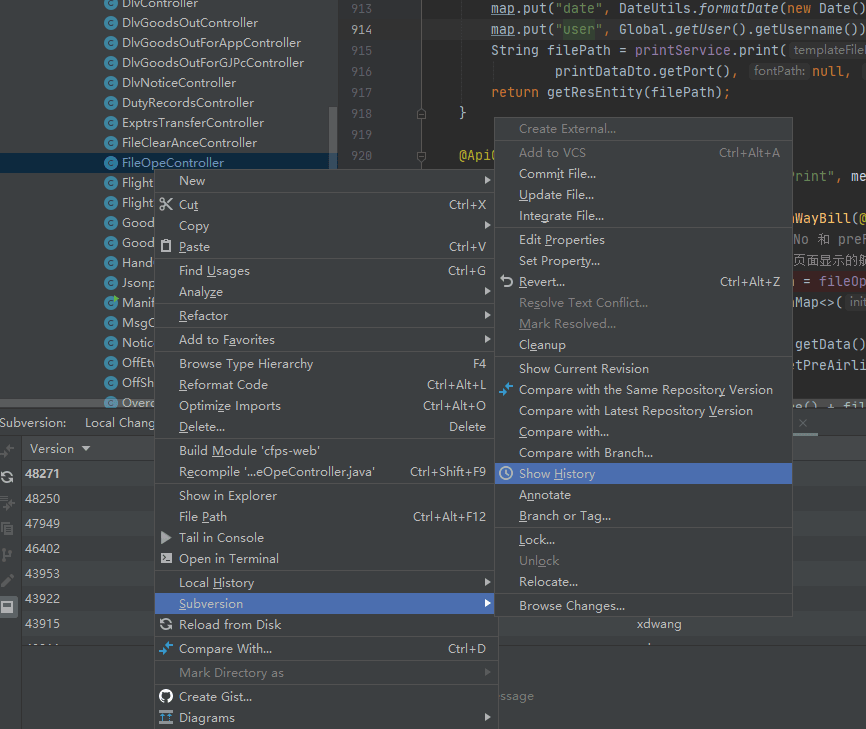 DlvController
DlvGoodsOutController
DlvGoodsOutForAppController
DlvGoodsOutForGJPcController
DlvNoticeController
DutyRecordsController
ExptrsTransferController
FileClearAnceController
FileOpeController
Flight
Flight
Good
Good
Hand
Jsonp
Manif
MsgC
Notic
OffEtv
OffSh
Overc
913 map.put("date", DateUtils.formatDate(new Date()
914 map.put("user", Global.getUser().getUsername())
915 String filePath = printService.print( templateFile
916 printDataDto.getPort(), fontPath: null,
917 return getResEntity(filePath);
918 }
919
920 @Api
Print", me
WayBill(@
No 和 preF
页面显示的航
= fileOp
Map<>( init
getData()
etPreAirli
ve() + fil
New
Cut Ctrl+X
Copy
Paste Ctrl+V
Find Usages Ctrl+G
Analyze
Refactor
Add to Favorites
Browse Type Hierarchy F4
Reformat Code Ctrl+Alt+L
Optimize Imports Ctrl+Alt+O
Delete... Delete
Build Module 'cfps-web'
Recompile '...eOpeController.java' Ctrl+Shift+F9
Show in Explorer
File Path Ctrl+Alt+F12
Tail in Console
Open in Terminal
Local History
Subversion
Reload from Disk
Compare With... Ctrl+D
Mark Directory as
Create Gist...
Diagrams
Create External...
Add to VCS Ctrl+Alt+A
Commit File...
Update File...
Integrate File...
Edit Properties
Set Property...
Revert... Ctrl+Alt+Z
Resolve Text Conflict...
Mark Resolved...
Cleanup
Show Current Revision
Compare with the Same Repository Version
Compare with Latest Repository Version
Compare with...
Compare with Branch...
Show History
Annotate
Branch or Tag...
Lock...
Unlock
Relocate...
Browse Changes...
Subversion: Local Chang
Version
48271
48250
47949
46402
43953
43922
43915
xdwang
ssage